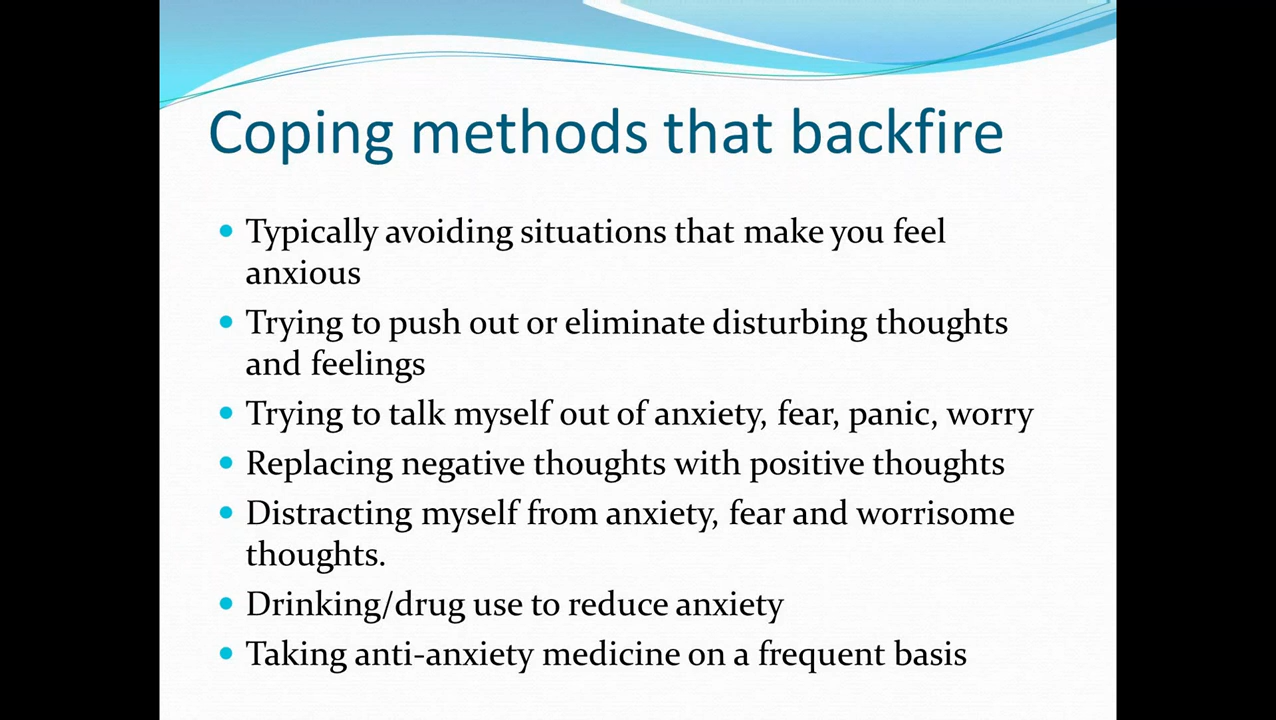 Coping methods that backfire
• Typically avoiding situations that make you feel
anxious
• Trying to push out or eliminate disturbing thoughts
and feelings
• Trying to talk myself out of anxiety, fear, panic, worry
• Replacing negative thoughts with positive thoughts
• Distracting myself from anxiety, fear and worrisome
thoughts.
• Drinking/drug use to reduce anxiety
• Taking anti-anxiety medicine on a frequent basis